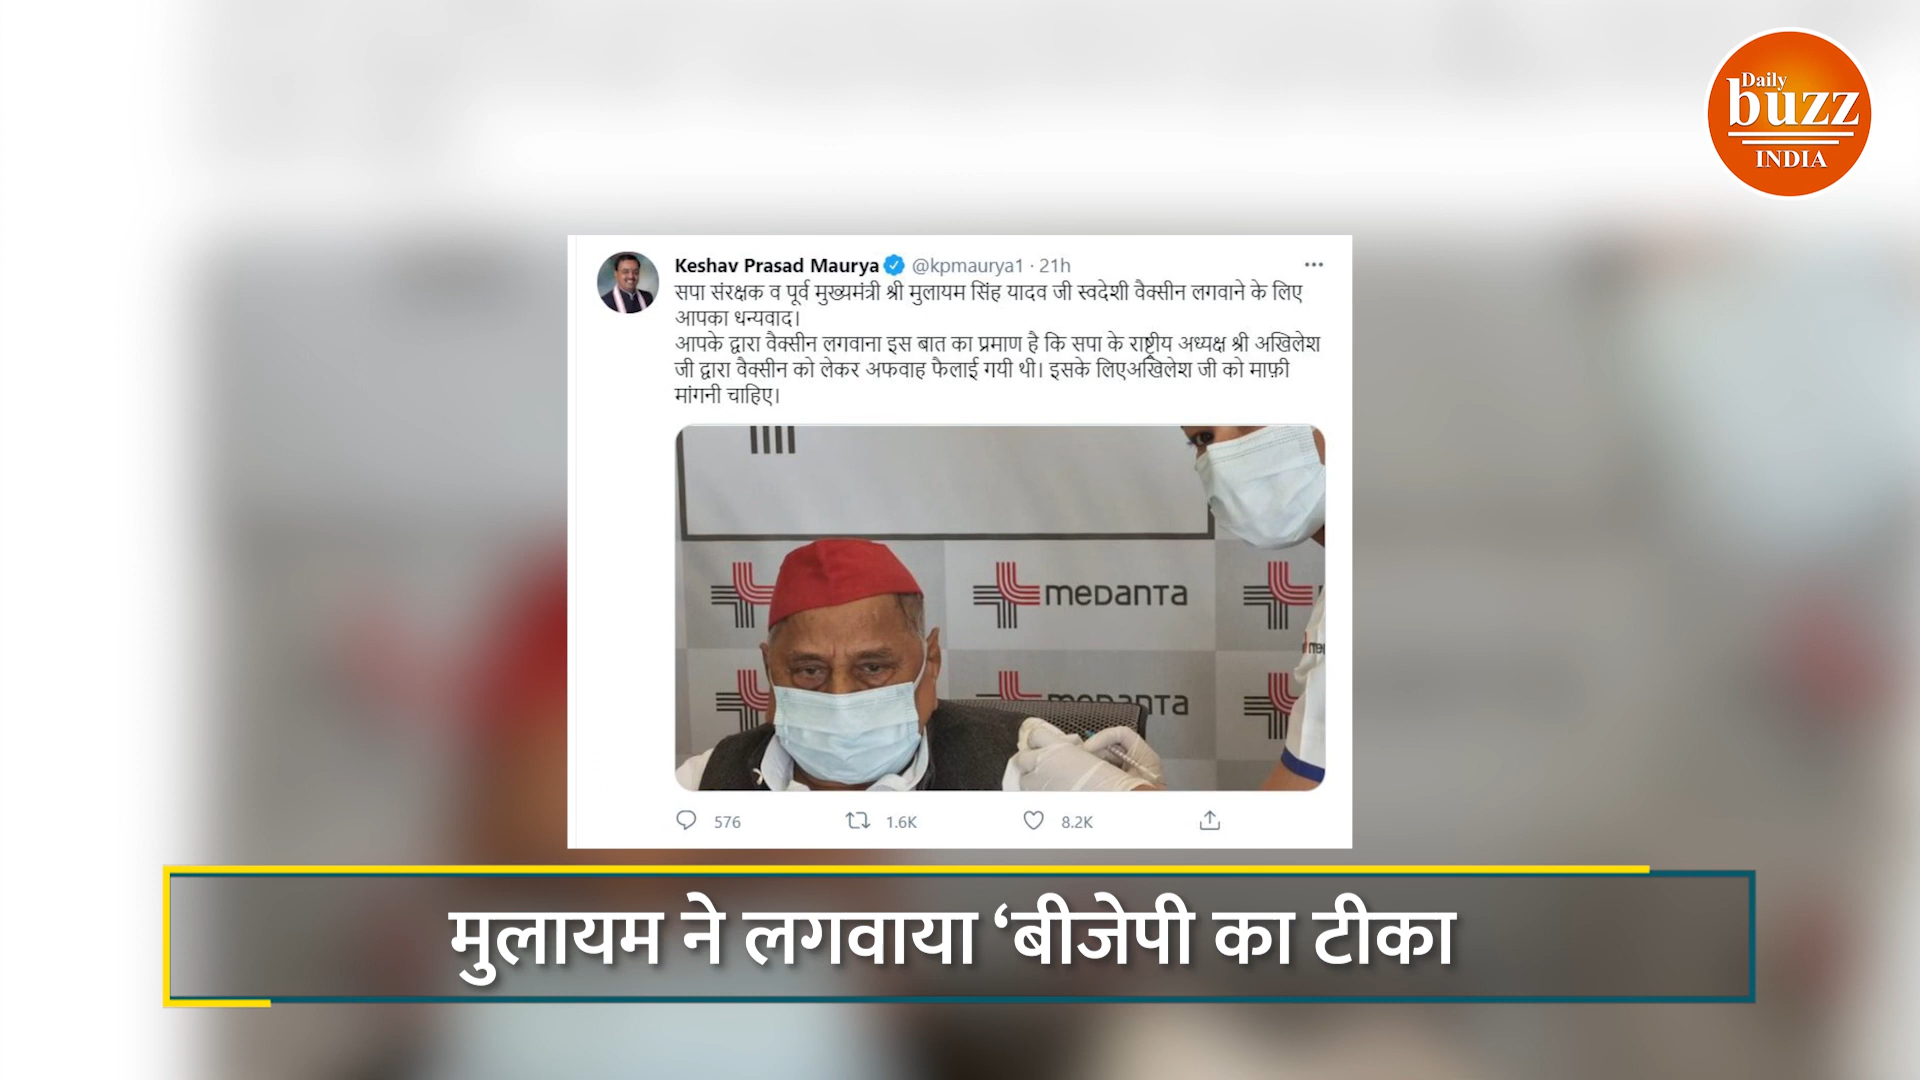 Daily
buzz
INDIA
Keshav Prasad Maurya @kpmaurya1 · 21h
सपा संरक्षक व पूर्व मुख्यमंत्री श्री मुलायम सिंह यादव जी स्वदेशी वैक्सीन लगवाने के लिए
आपका धन्यवाद।
आपके द्वारा वैक्सीन लगवाना इस बात का प्रमाण है कि सपा के राष्ट्रीय अध्यक्ष श्री अखिलेश
जी द्वारा वैक्सीन को लेकर अफवाह फैलाई गयी थी। इसके लिएअखिलेश जी को माफ़ी
मांगनी चाहिए।
medanta
medanta
576 1.6K 8.2K
मुलायम ने लगवाया ‘बीजेपी का टीका